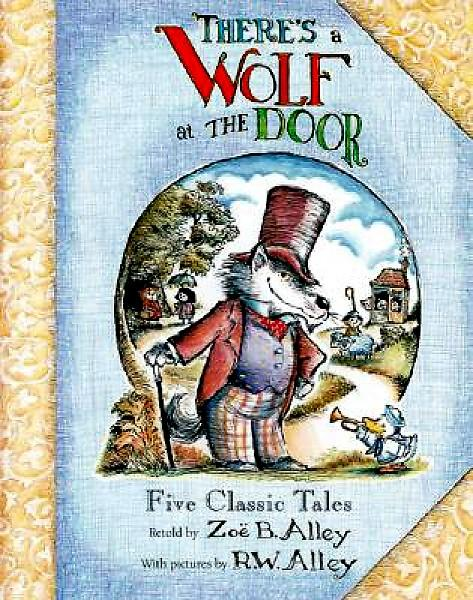 THERE'S a
WOLF
at THE DOOR
Five Classic Tales
Retold by Zoë B. Alley
With pictures by R.W. Alley